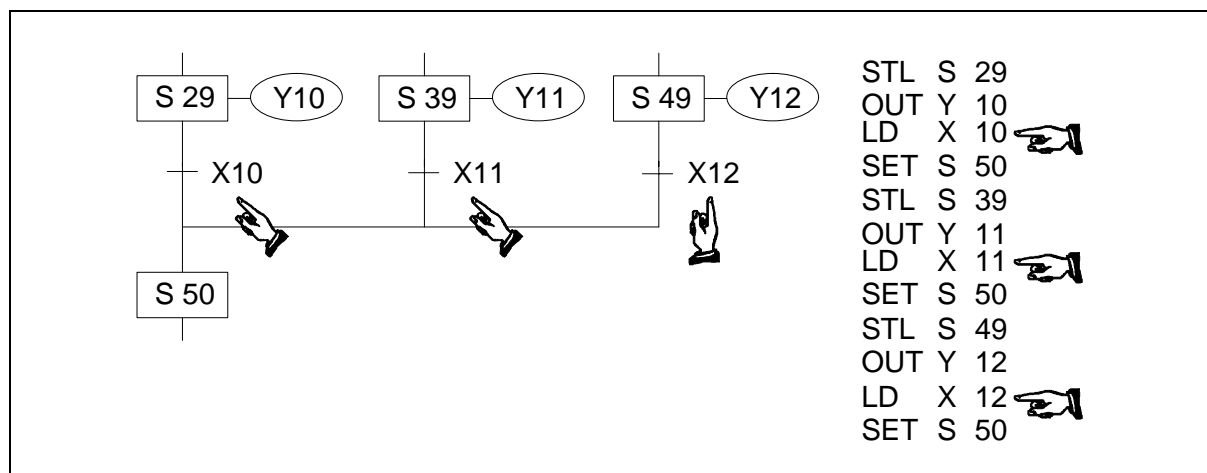 S 29 Y10 S 39 Y11 S 49 Y12
X10 X11 X12
S 50
STL S 29
OUT Y 10
LD X 10
SET S 50
STL S 39
OUT Y 11
LD X 11
SET S 50
STL S 49
OUT Y 12
LD X 12
SET S 50